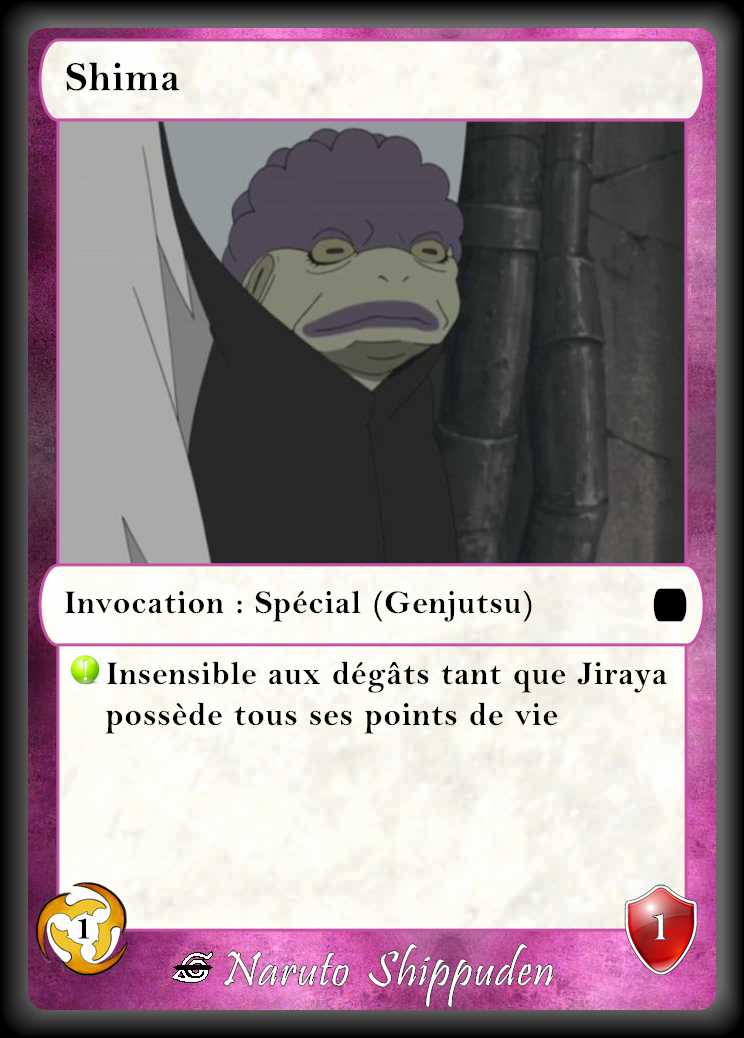 Shima
Invocation : Spécial (Genjutsu)
! Insensible aux dégâts tant que Jiraya
possède tous ses points de vie
1
1
Naruto Shippuden